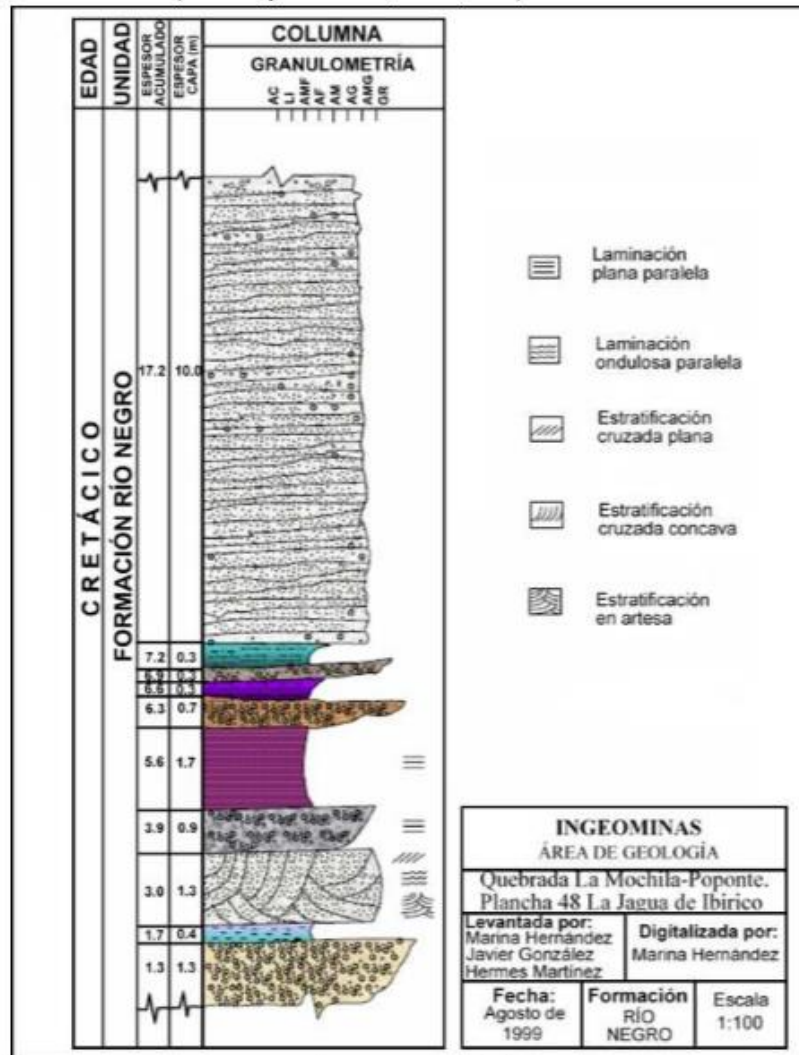 EDAD
UNIDAD
ESPESOR ACUMULADO
ESPESOR CAPA (m)
COLUMNA
GRANULOMETRÍA
AC
LI
AMF
AF
AM
AG
AMG
GR
CRETÁCICO
FORMACIÓN RÍO NEGRO
17.2 10.0
7.2 0.3
6.9 0.3
6.6 0.3
6.3 0.7
5.6 1.7
3.9 0.9
3.0 1.3
1.7 0.4
1.3 1.3
Laminación
plana paralela
Laminación
ondulosa paralela
Estratificación
cruzada plana
Estratificación
cruzada concava
Estratificación
en artesa
INGEOMINAS
ÁREA DE GEOLOGÍA
Quebrada La Mochila-Poponte.
Plancha 48 La Jagua de Ibirico
Levantada por:
Marina Hernández
Javier González
Hermes Martínez
Digitalizada por:
Marina Hernández
Fecha:
Agosto de
1999
Formación
RÍO
NEGRO
Escala
1:100